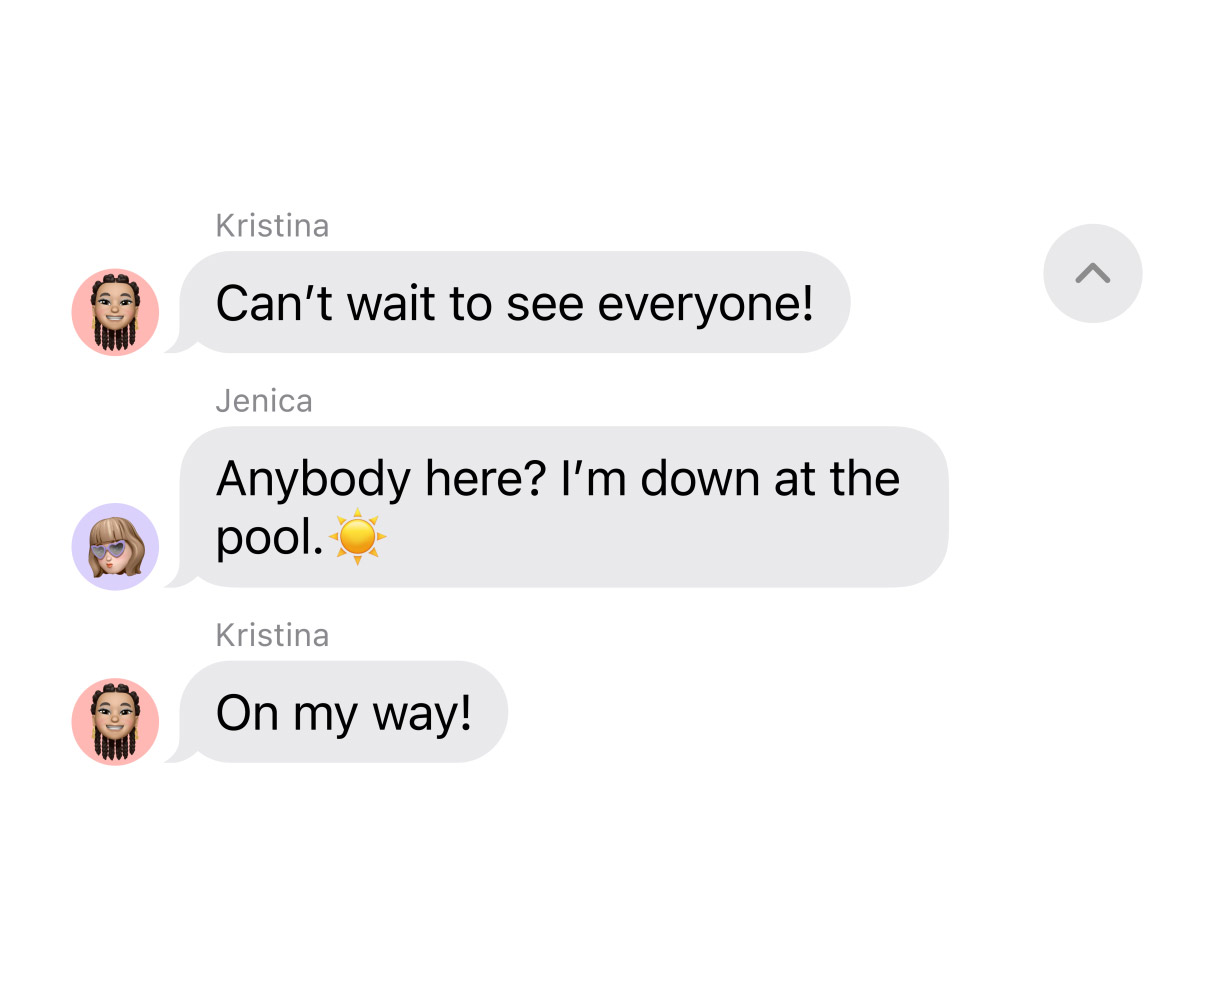 Kristina
Can’t wait to see everyone!
Jenica
Anybody here? I’m down at the
pool.☀️
Kristina
On my way!